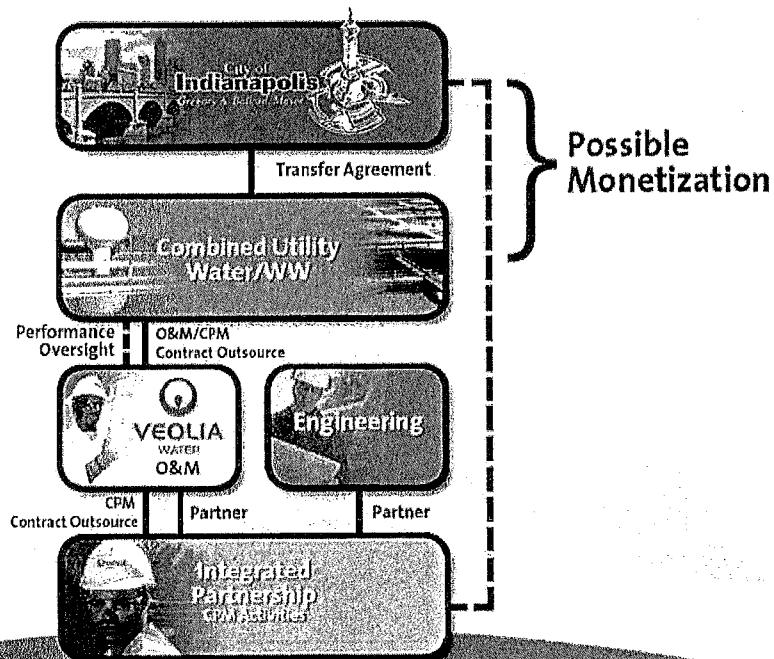 City of
Indianapolis
Gregory A. Ballard, Mayor
Transfer Agreement
Possible
Monetization
Combined Utility
Water/WW
Performance
Oversight
O&M/CPM
Contract Outsource
VEOLIA
WATER
O&M
Engineering
CPM
Contract Outsource
Partner
Partner
Integrated
Partnership
CPM Activities